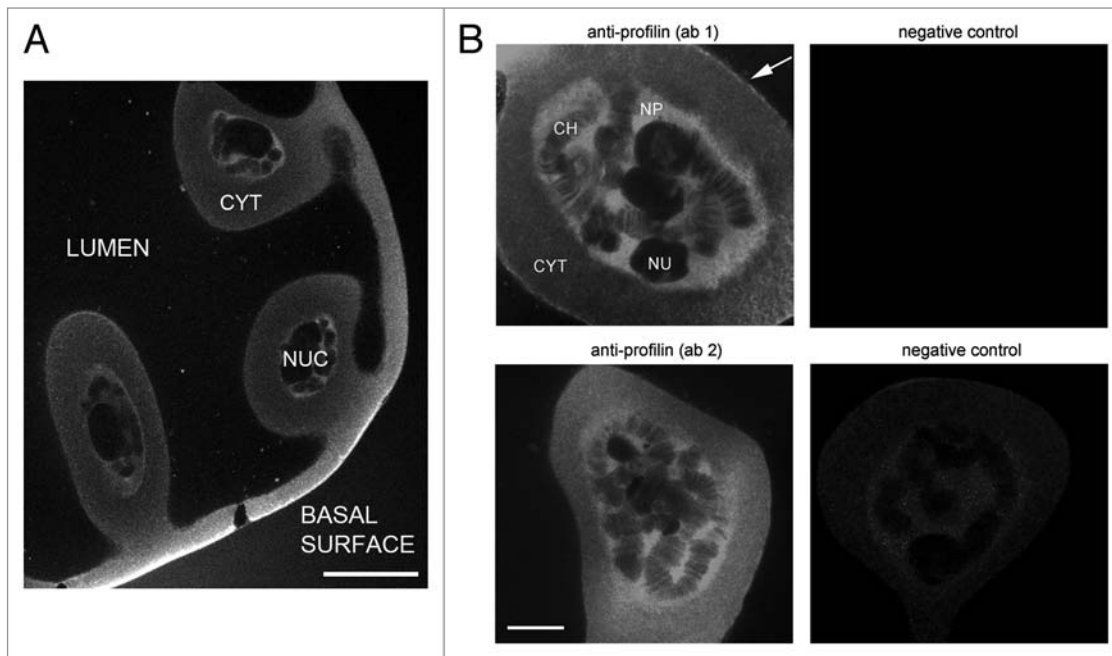 A
LUMEN
CYT
NUC
BASAL
SURFACE
B
anti-profilin (ab 1)
negative control
CH
NP
CYT
NU
anti-profilin (ab 2)
negative control